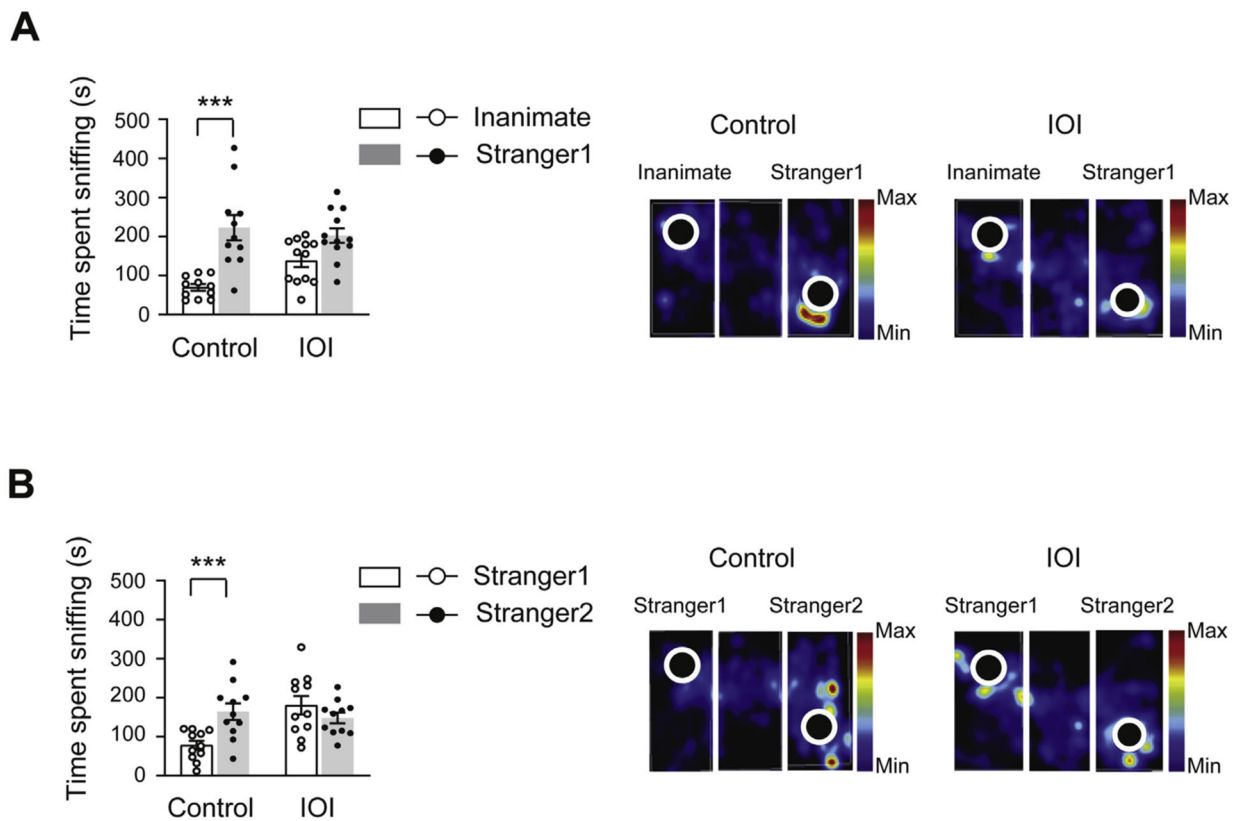 A
Time spent sniffing (s)
***
500
400
300
200
100
0
Control IOI
Inanimate
Stranger1
Control
Inanimate Stranger1
Max
Min
IOI
Inanimate Stranger1
Max
Min
B
Time spent sniffing (s)
***
500
400
300
200
100
0
Control IOI
Stranger1
Stranger2
Control
Stranger1 Stranger2
Max
Min
IOI
Stranger1 Stranger2
Max
Min